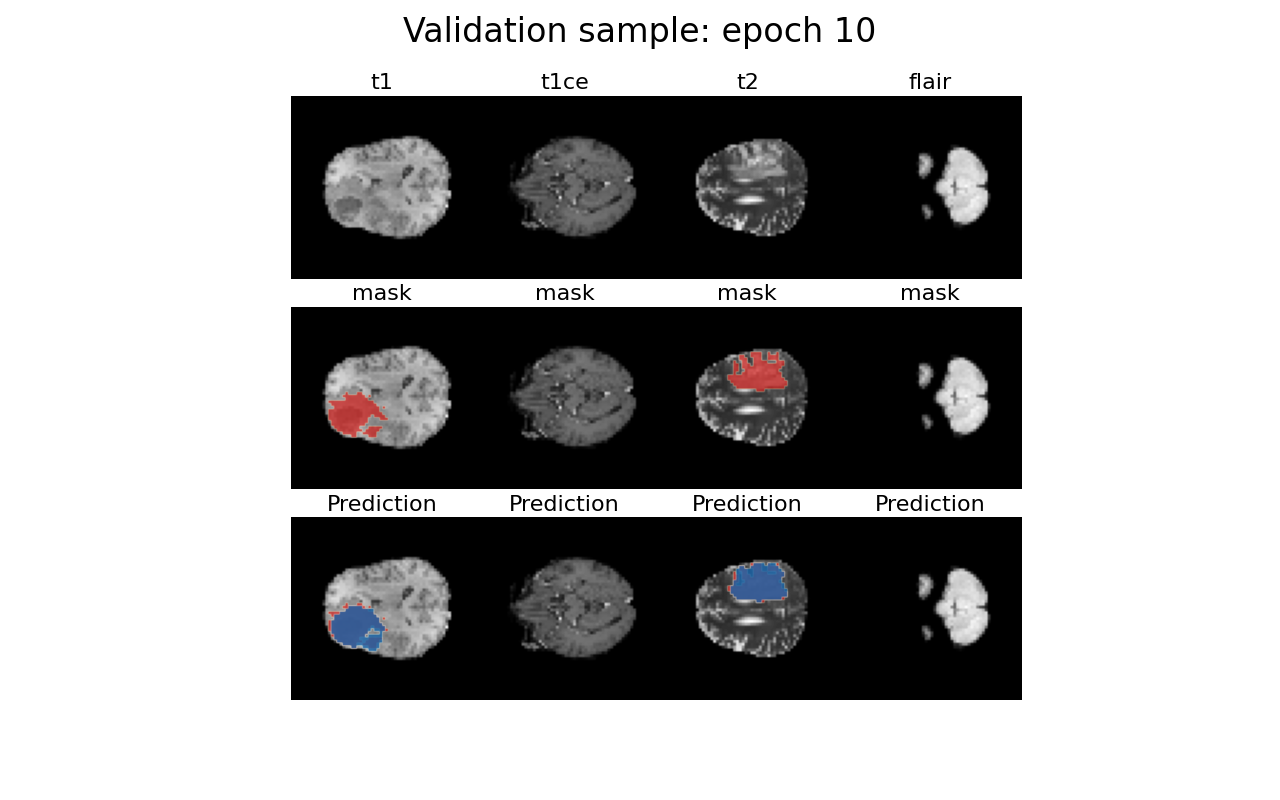 Validation sample: epoch 10
t1 t1ce t2 flair
mask mask mask mask
Prediction Prediction Prediction Prediction